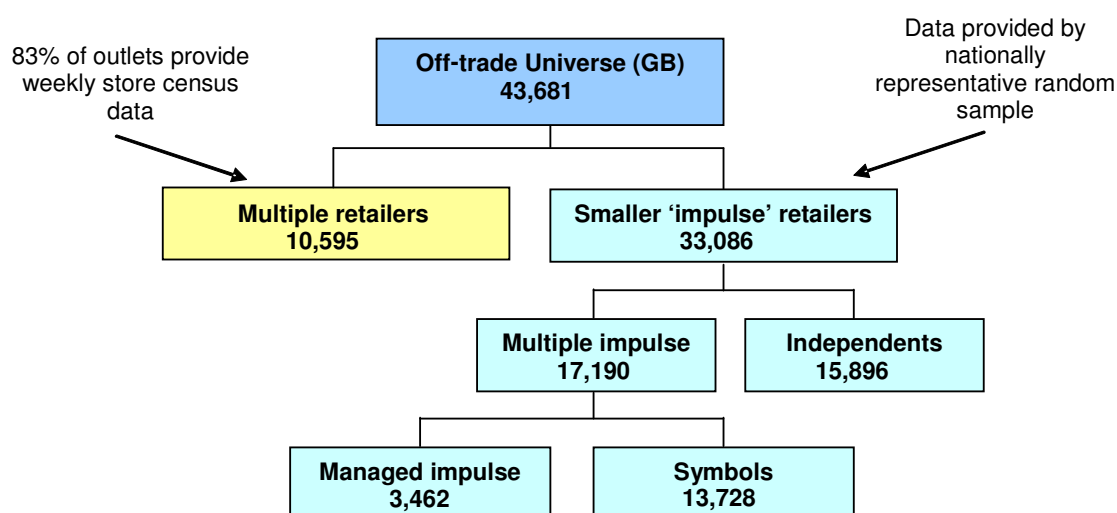 83% of outlets provide
weekly store census
data
Off-trade Universe (GB)
43,681
Data provided by
nationally
representative random
sample
Multiple retailers
10,595
Smaller ‘impulse’ retailers
33,086
Multiple impulse
17,190
Independents
15,896
Managed impulse
3,462
Symbols
13,728